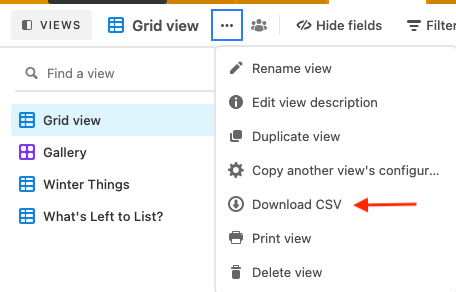 VIEWS Grid view ... Hide fields Filter
Find a view
Grid view
Gallery
Winter Things
What's Left to List?
Rename view
Edit view description
Duplicate view
Copy another view's configur...
Download CSV
Print view
Delete view